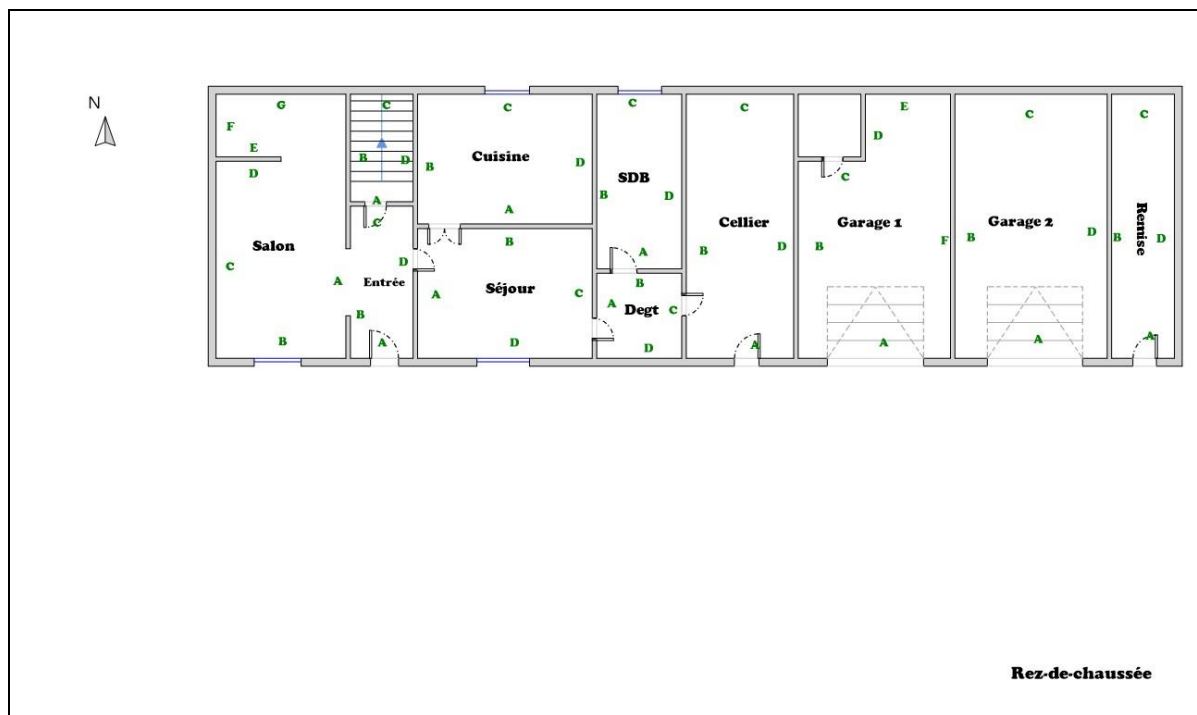 N
G
C
C
C
C
E
C
C
F
D
E
B
D
Cuisine
B
D
D
C
SDB
A
B
D
Salon
C
A
C
Cellier
Garage 1
Garage 2
Remise
B
D
B
D
B
F
B
D
B
D
A
C
A
Entrée
A
Séjour
C
A
B
Degt
C
B
B
A
D
D
A
A
A
A
Rez-de-chaussée